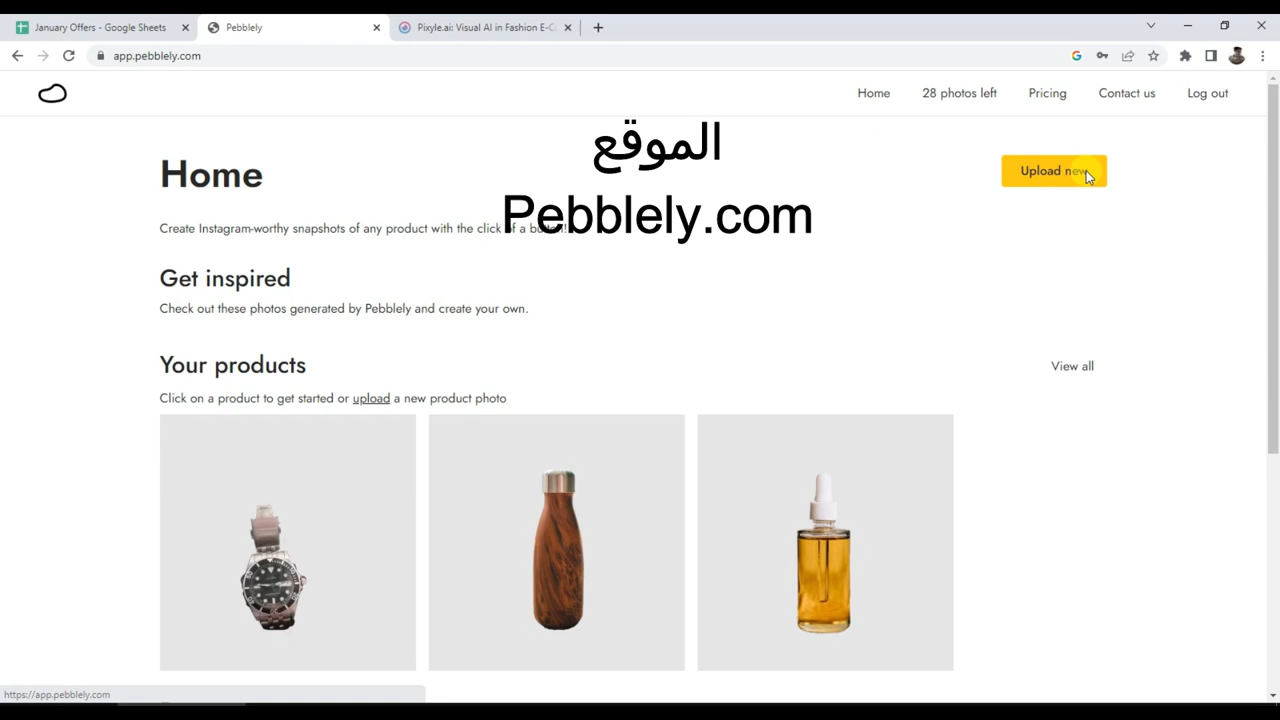 January Offers - Google Sheets
Pebblely
Pixyle.ai: Visual AI in Fashion E-C
app.pebblely.com
Home
28 photos left
Pricing
Contact us
Log out
الموقع
Pebblely.com
Home
Upload new
Create Instagram-worthy snapshots of any product with the click of a button!
Get inspired
Check out these photos generated by Pebblely and create your own.
Your products
View all
Click on a product to get started or upload a new product photo
https://app.pebblely.com